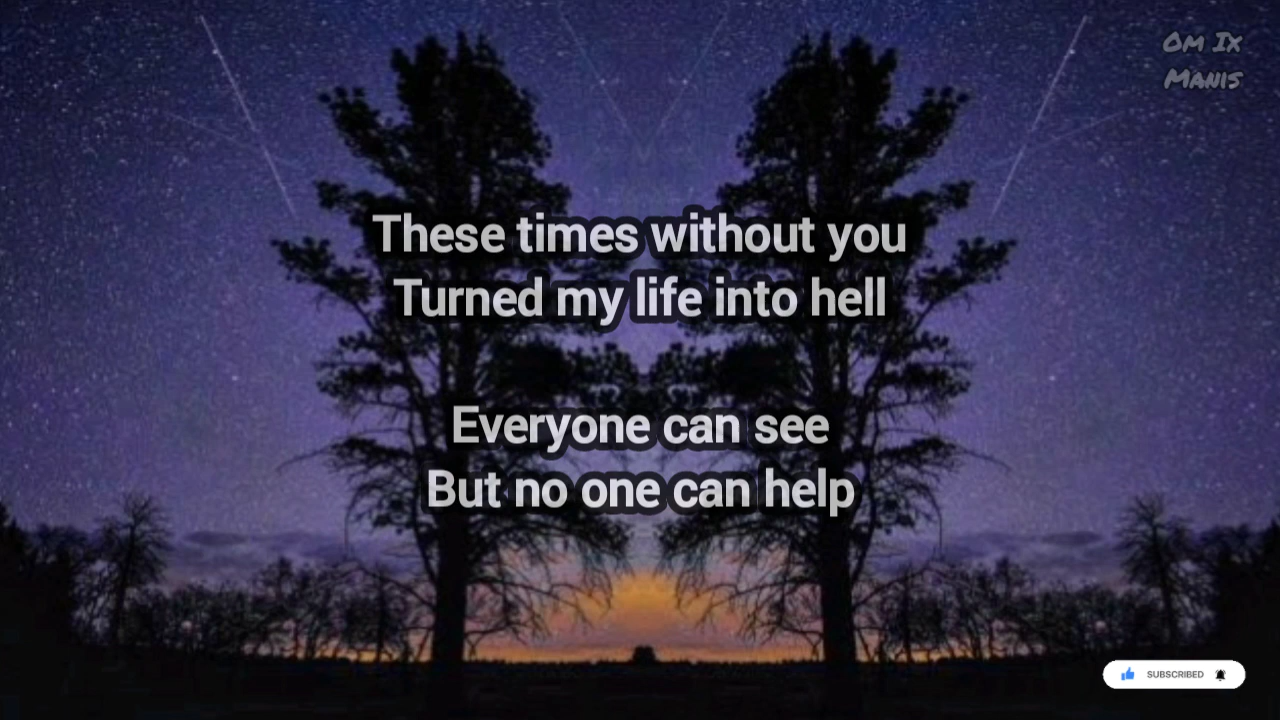 Om Ix
Manis
These times without you
Turned my life into hell
Everyone can see
But no one can help
SUBSCRIBED